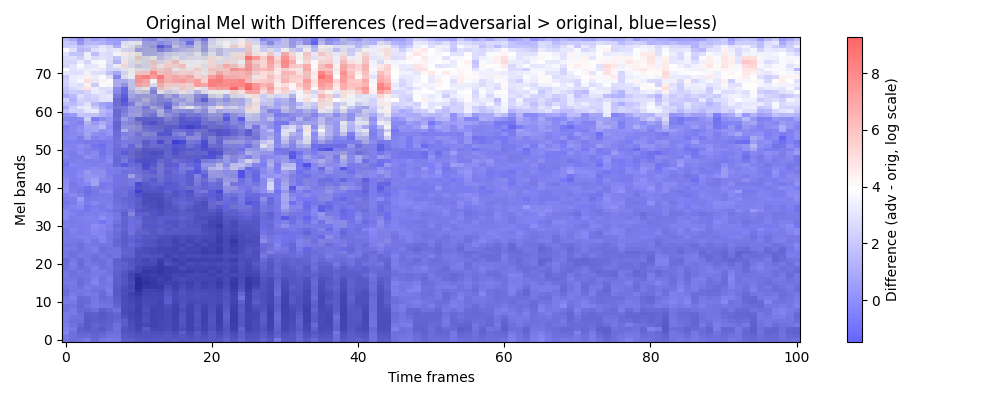 Original Mel with Differences (red=adversarial > original, blue=less)
Mel bands
70
60
50
40
30
20
10
0
0 20 40 60 80 100
Time frames
8
6
4
2
0
Difference (adv - orig, log scale)